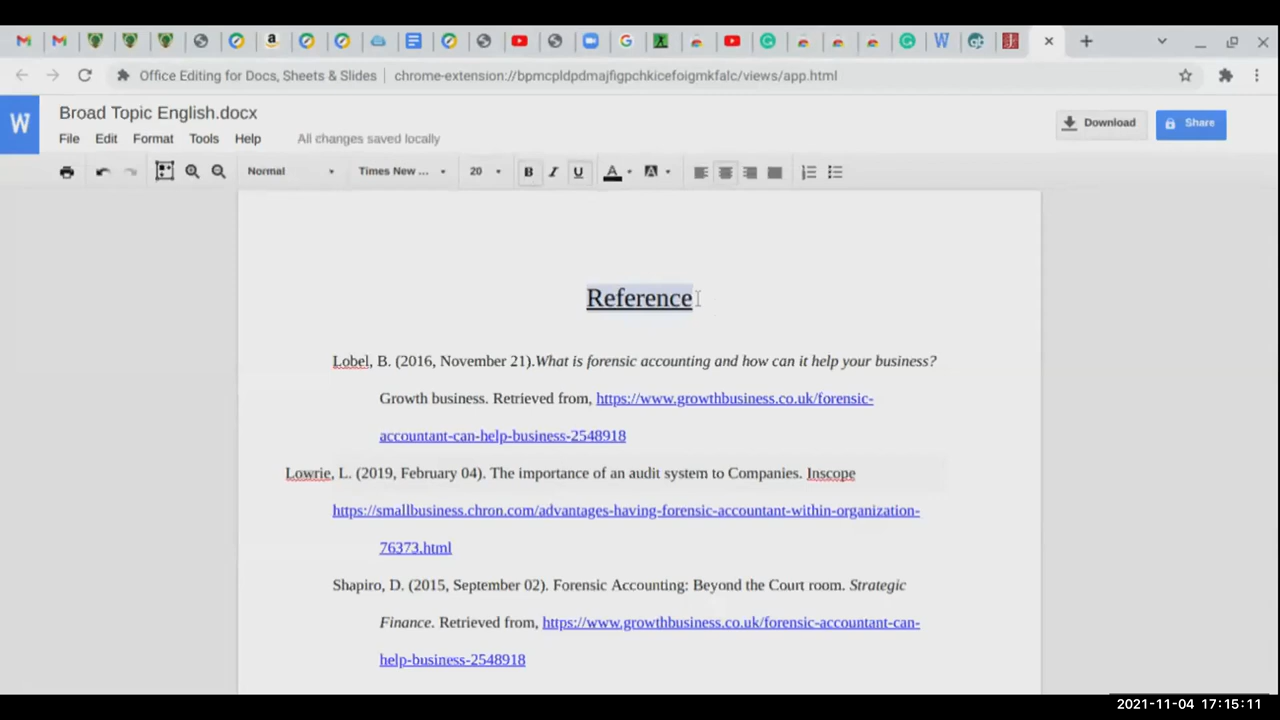 Office Editing for Docs, Sheets & Slides | chrome-extension://bpmcpldpdmajfigpchkicefoigmkfalc/views/app.html
W Broad Topic English.docx
Download Share
File Edit Format Tools Help All changes saved locally
Normal Times New ... 20 B I U A A
Reference
Lobel, B. (2016, November 21).What is forensic accounting and how can it help your business?
Growth business. Retrieved from, https://www.growthbusiness.co.uk/forensic-
accountant-can-help-business-2548918
Lowrie, L. (2019, February 04). The importance of an audit system to Companies. Inscope
https://smallbusiness.chron.com/advantages-having-forensic-accountant-within-organization-
76373.html
Shapiro, D. (2015, September 02). Forensic Accounting: Beyond the Court room. Strategic
Finance. Retrieved from, https://www.growthbusiness.co.uk/forensic-accountant-can-
help-business-2548918
2021-11-04 17:15:11